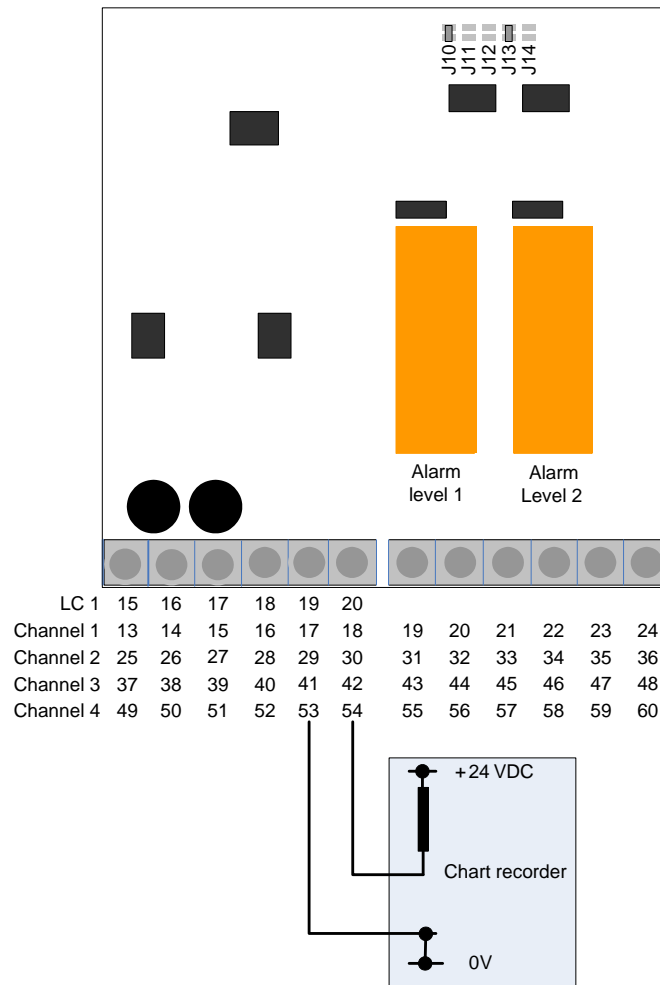 J10 J11 J12 J13 J14
Alarm level 1
Alarm Level 2
LC 1 15 16 17 18 19 20
Channel 1 13 14 15 16 17 18 19 20 21 22 23 24
Channel 2 25 26 27 28 29 30 31 32 33 34 35 36
Channel 3 37 38 39 40 41 42 43 44 45 46 47 48
Channel 4 49 50 51 52 53 54 55 56 57 58 59 60
+24 VDC
Chart recorder
0V